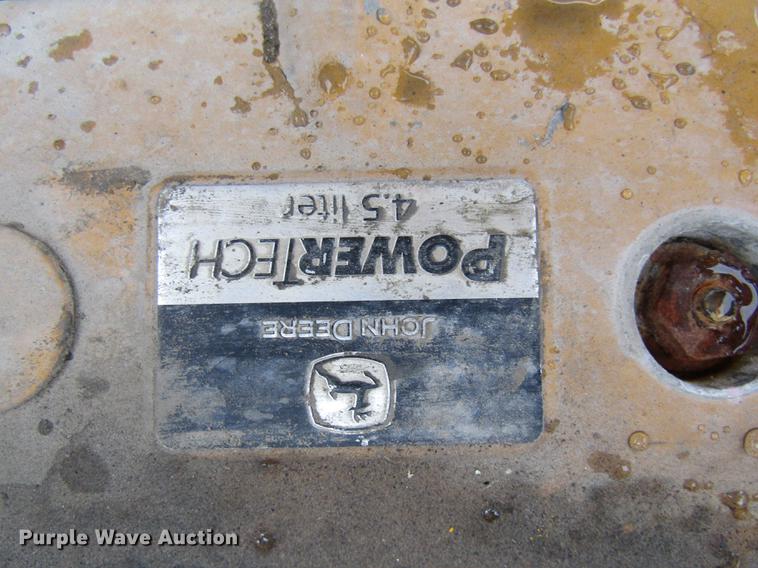 JOHN DEERE
POWERTECH
4.5 liter
Purple Wave Auction